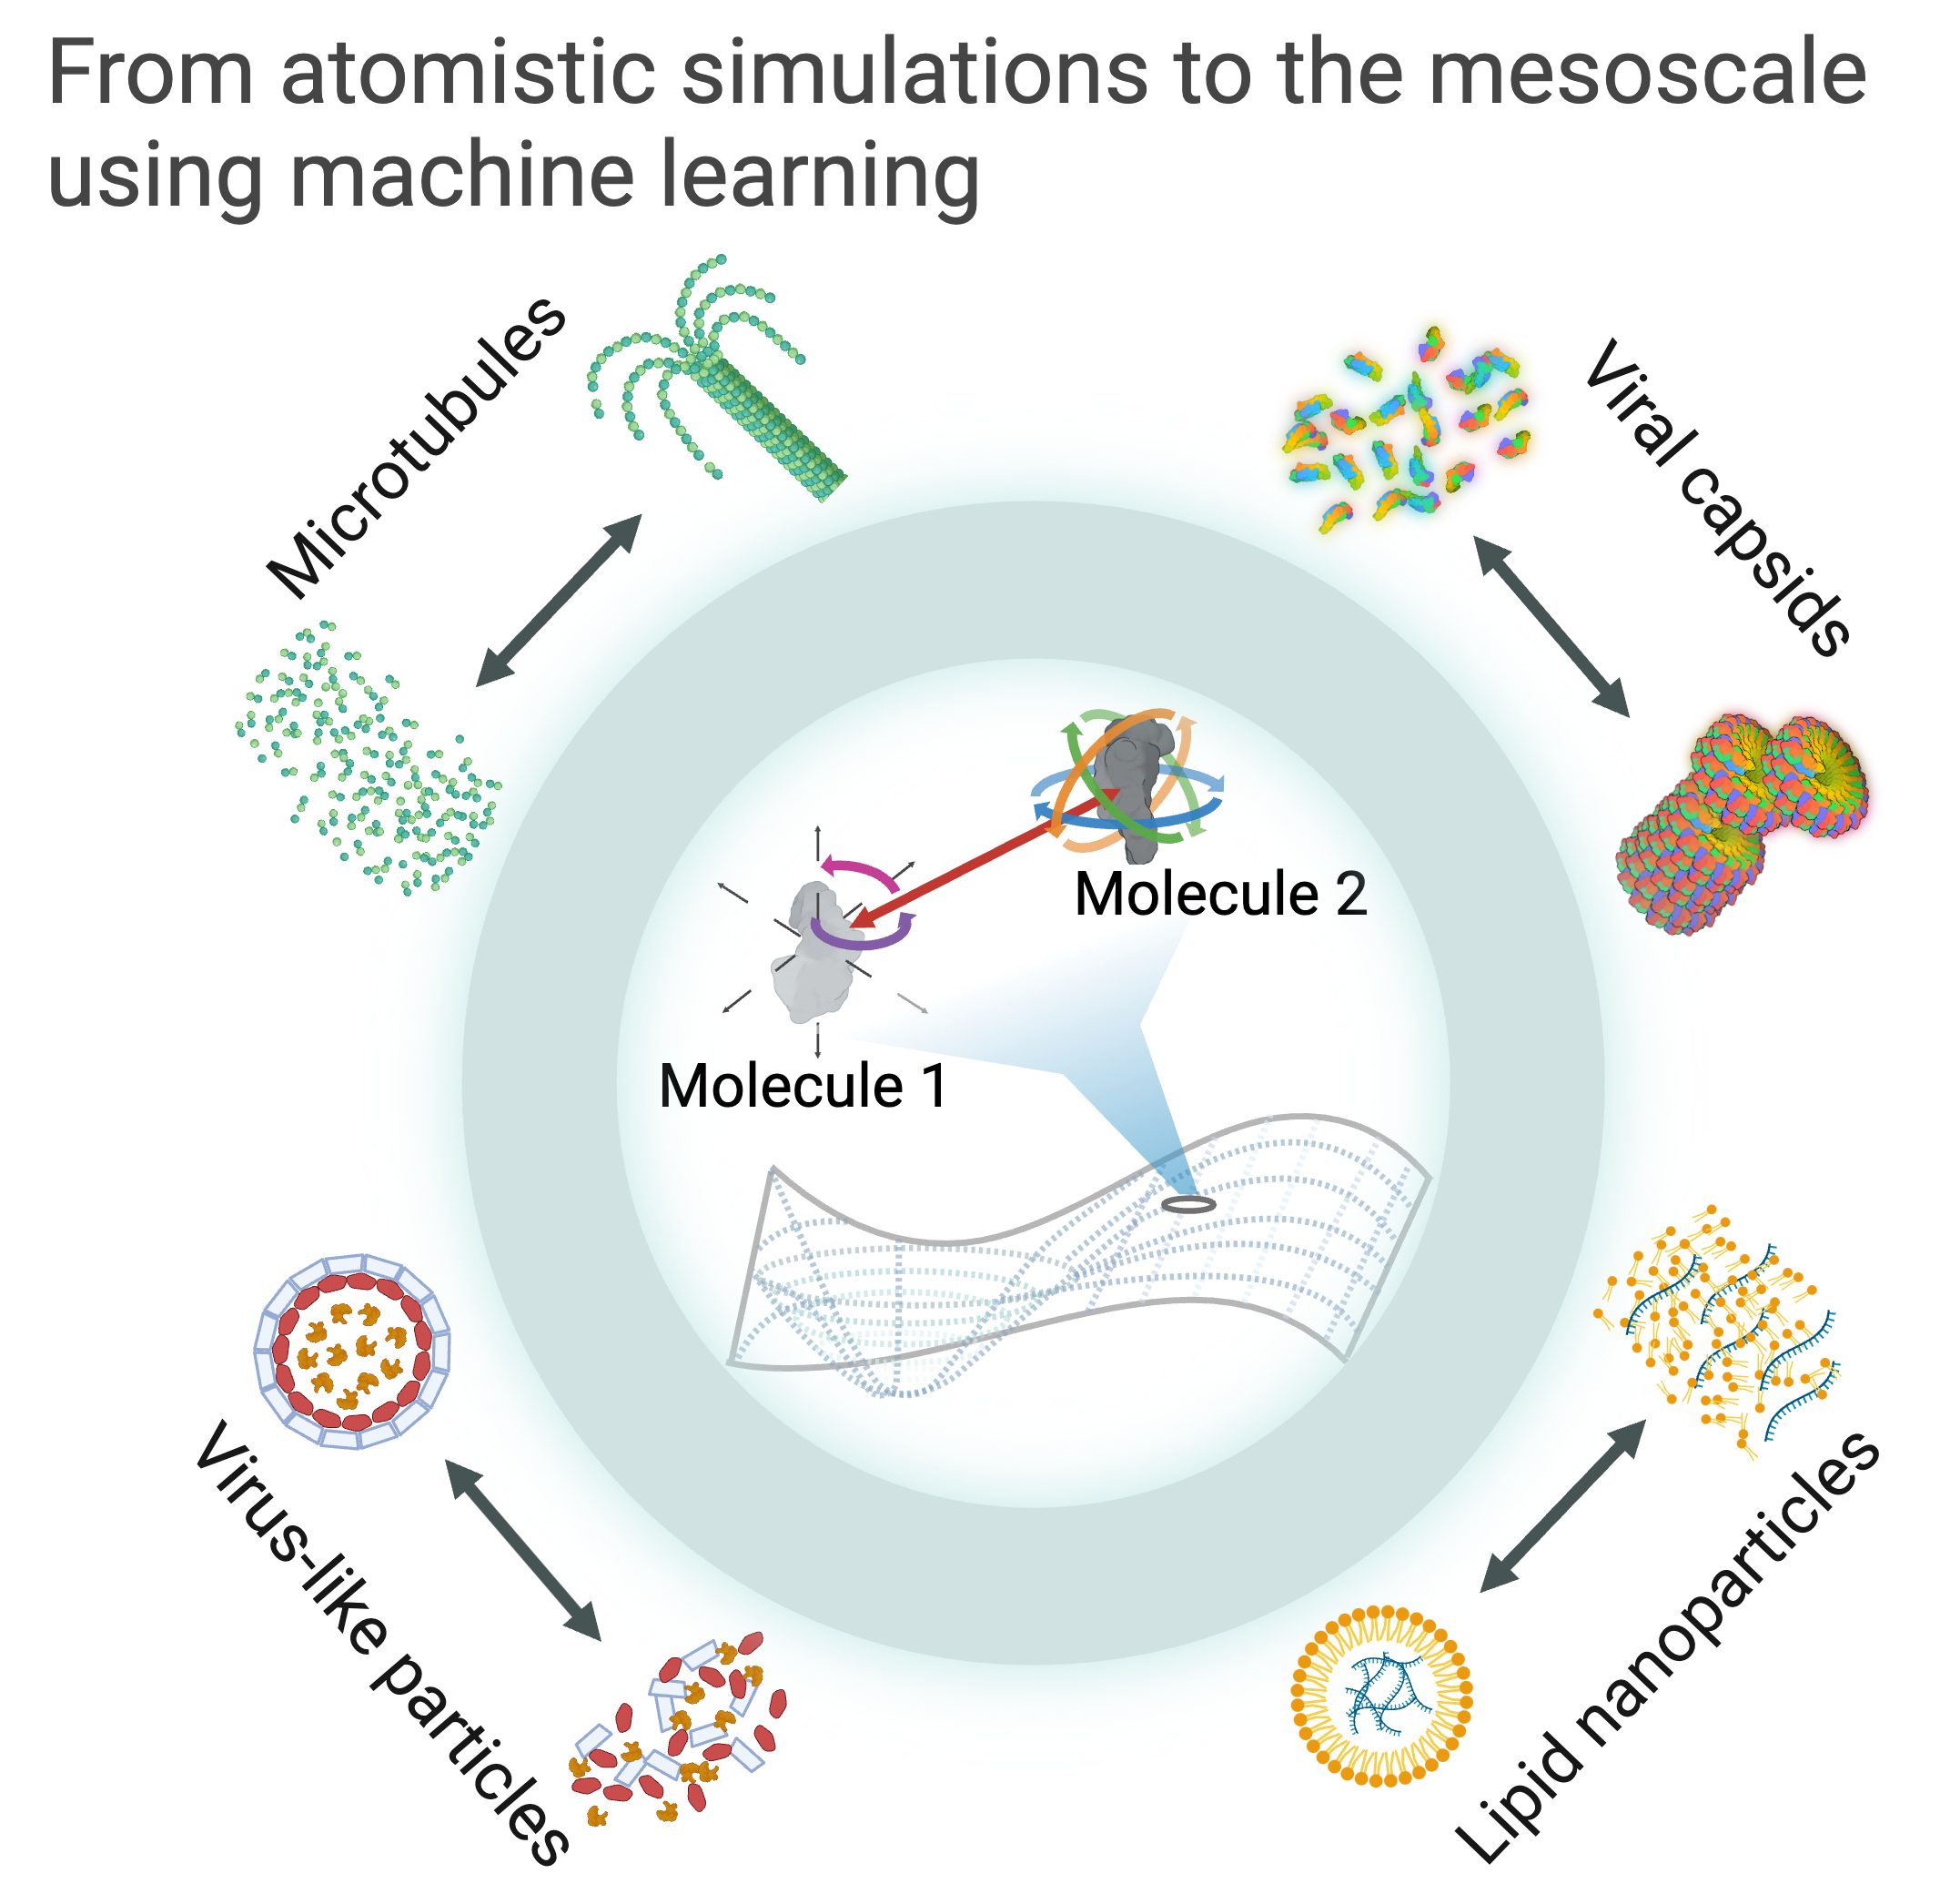 From atomistic simulations to the mesoscale
using machine learning
Microtubules
Viral capsids
Molecule 2
Molecule 1
Virus-like particles
Lipid nanoparticles